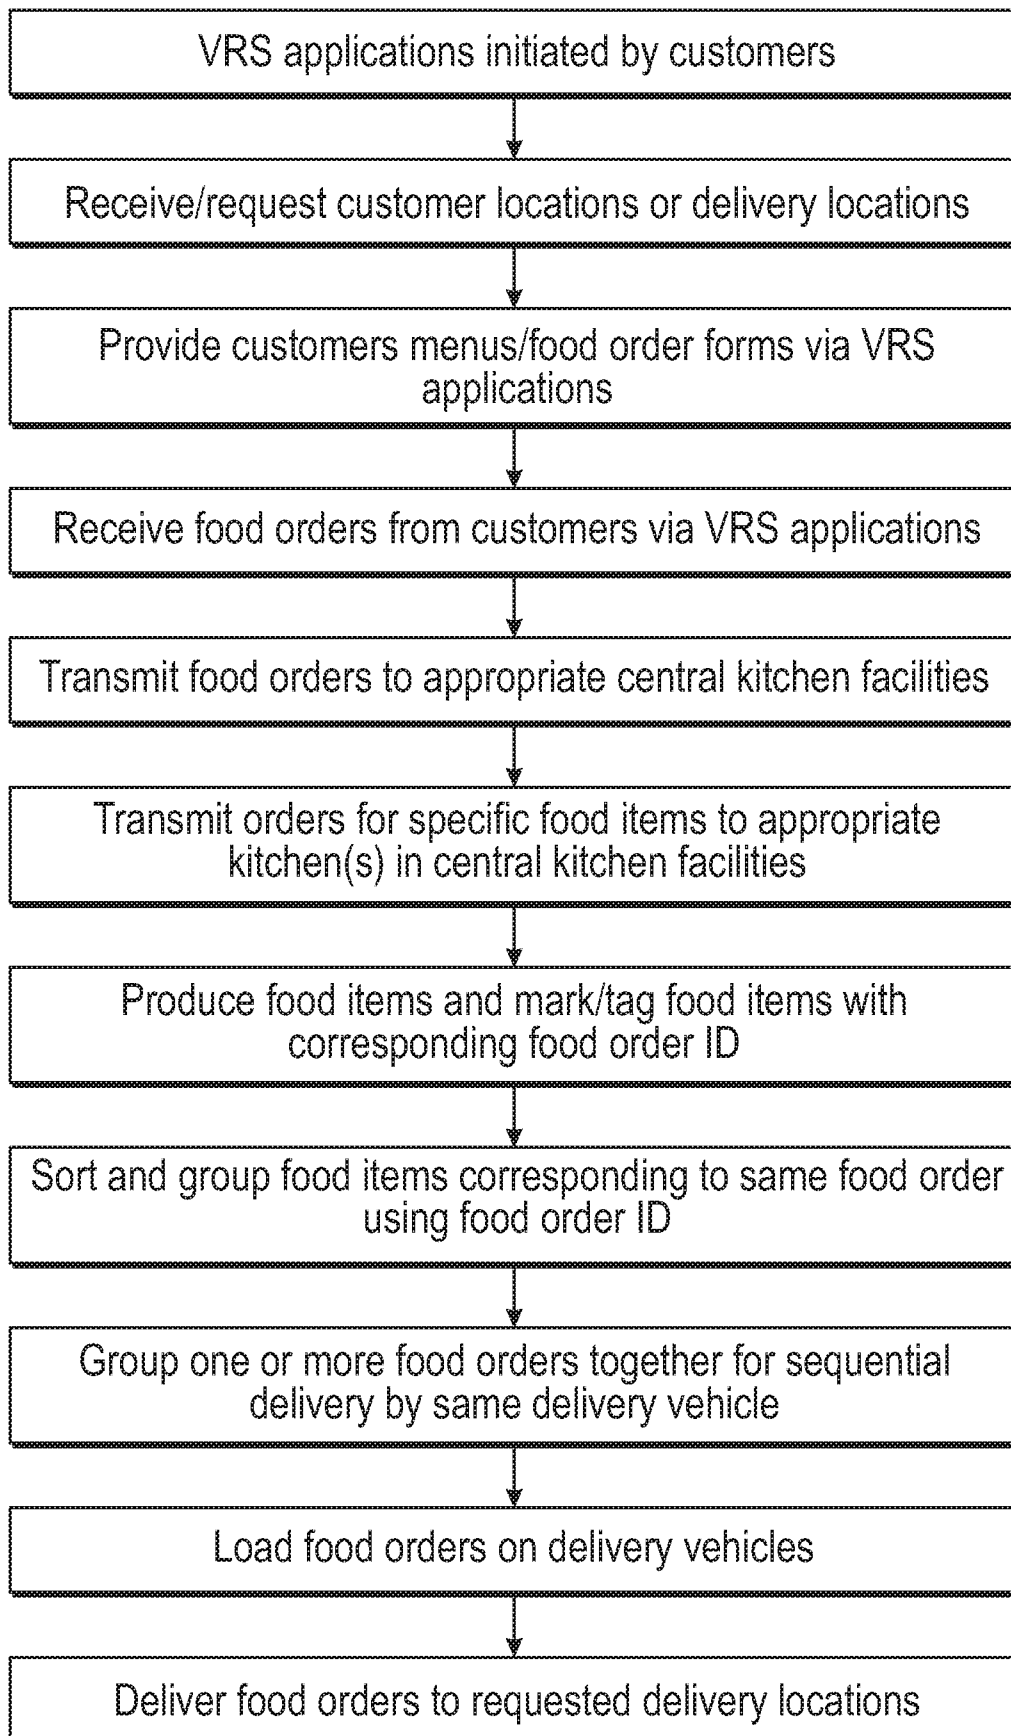 VRS applications initiated by customers
Receive/request customer locations or delivery locations
Provide customers menus/food order forms via VRS
applications
Receive food orders from customers via VRS applications
Transmit food orders to appropriate central kitchen facilities
Transmit orders for specific food items to appropriate
kitchen(s) in central kitchen facilities
Produce food items and mark/tag food items with
corresponding food order ID
Sort and group food items corresponding to same food order
using food order ID
Group one or more food orders together for sequential
delivery by same delivery vehicle
Load food orders on delivery vehicles
Deliver food orders to requested delivery locations